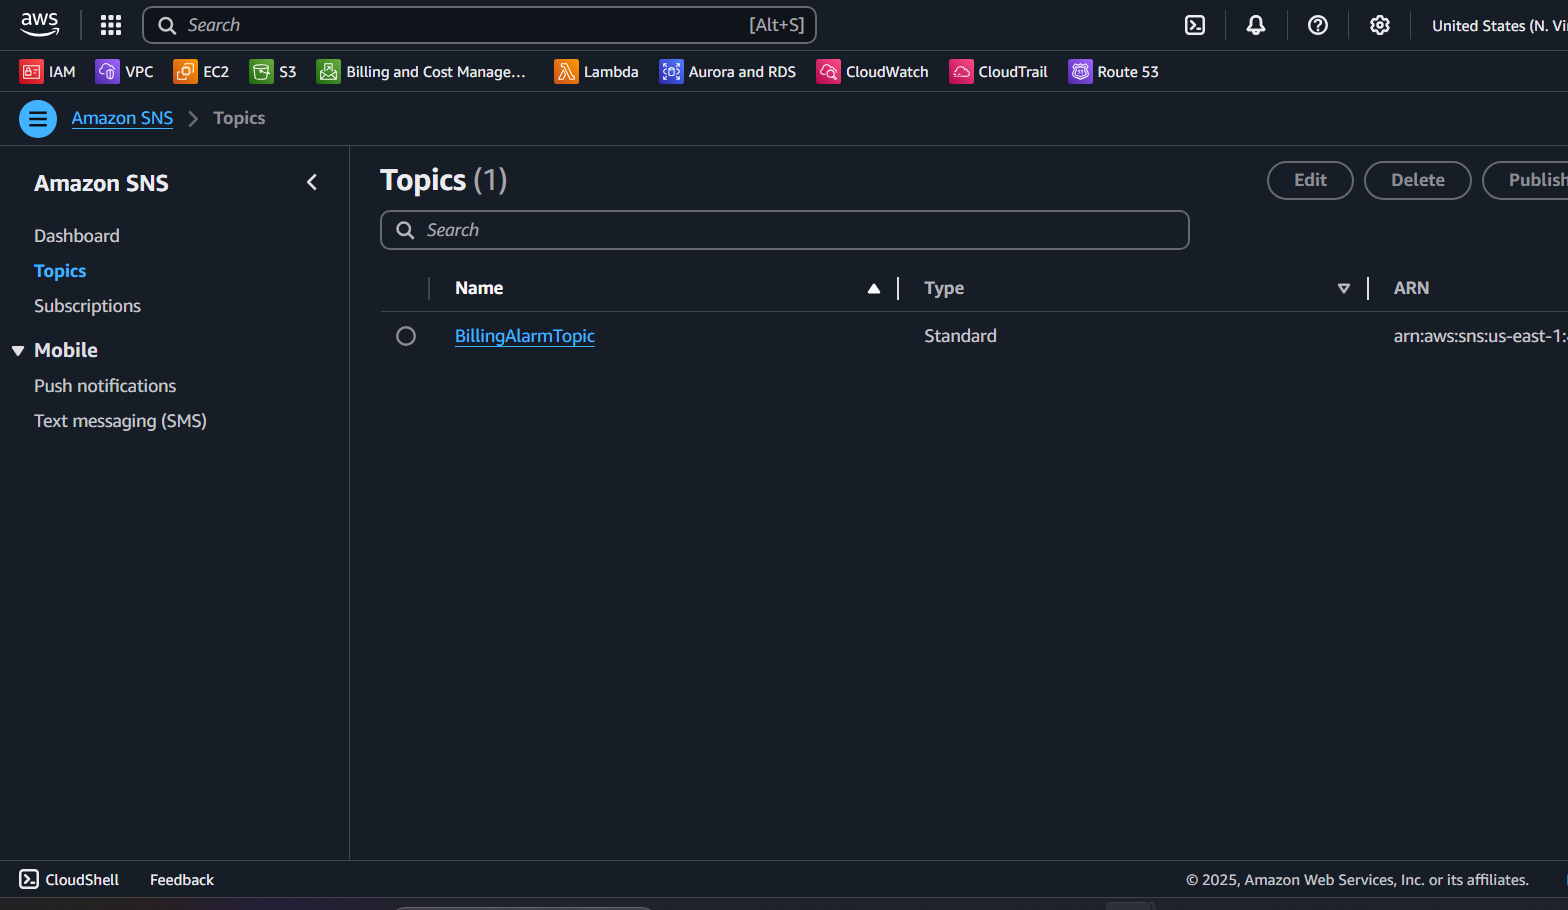 aws
Search [Alt+S]
United States (N. Vi
IAM VPC EC2 S3 Billing and Cost Manage... Lambda Aurora and RDS CloudWatch CloudTrail Route 53
Amazon SNS Topics
Amazon SNS
Dashboard
Topics
Subscriptions
Mobile
Push notifications
Text messaging (SMS)
Topics (1)
Edit Delete Publish
Search
Name Type ARN
BillingAlarmTopic Standard arn:aws:sns:us-east-1:
CloudShell Feedback © 2025, Amazon Web Services, Inc. or its affiliates.